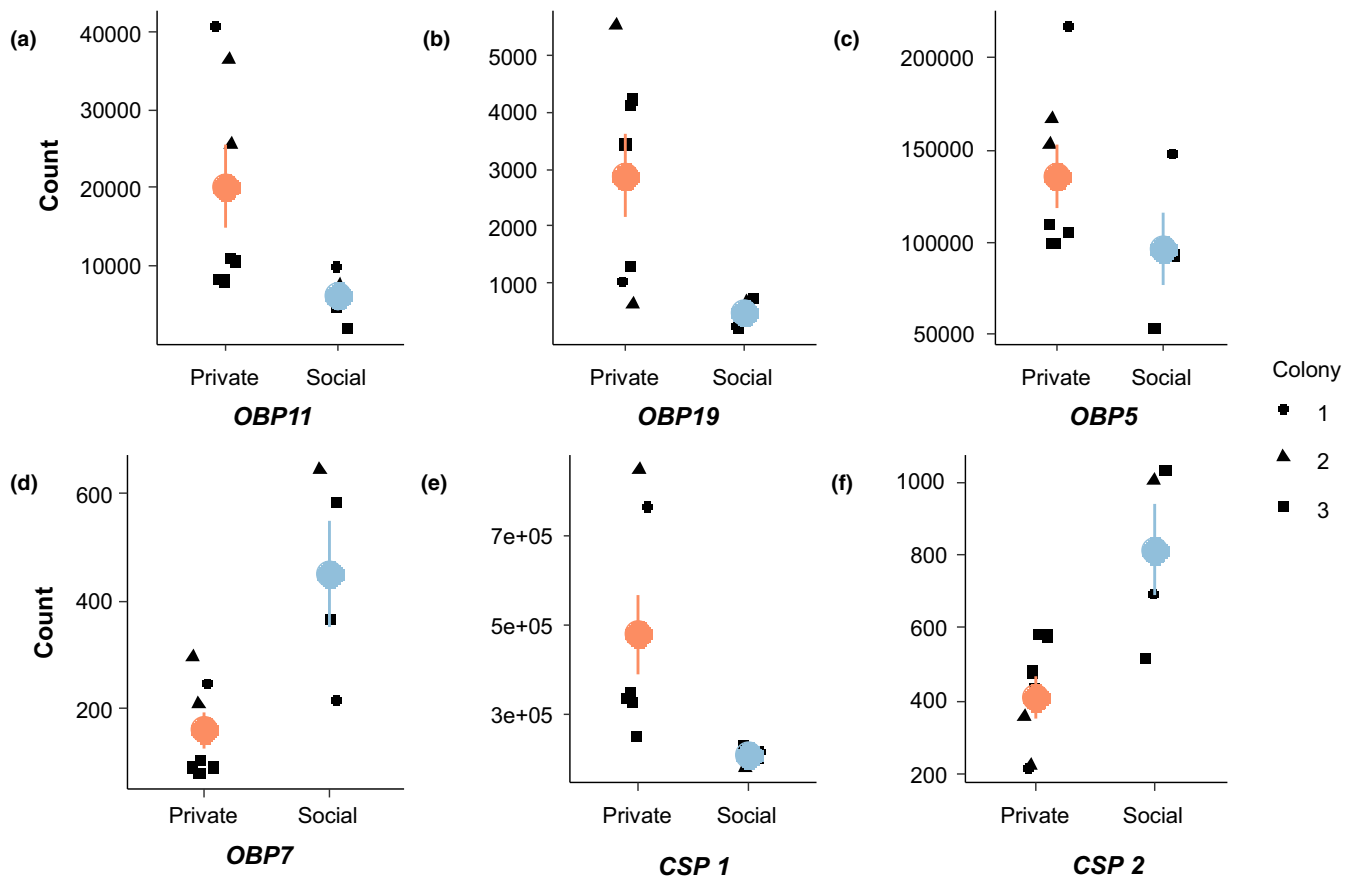 (a)
Count
40000
30000
20000
10000
Private Social
OBP11
(b)
5000
4000
3000
2000
1000
Private Social
OBP19
(c)
200000
150000
100000
50000
Private Social
OBP5
Colony
1
2
3
(d)
Count
600
400
200
Private Social
OBP7
(e)
7e+05
5e+05
3e+05
Private Social
CSP 1
(f)
1000
800
600
400
200
Private Social
CSP 2